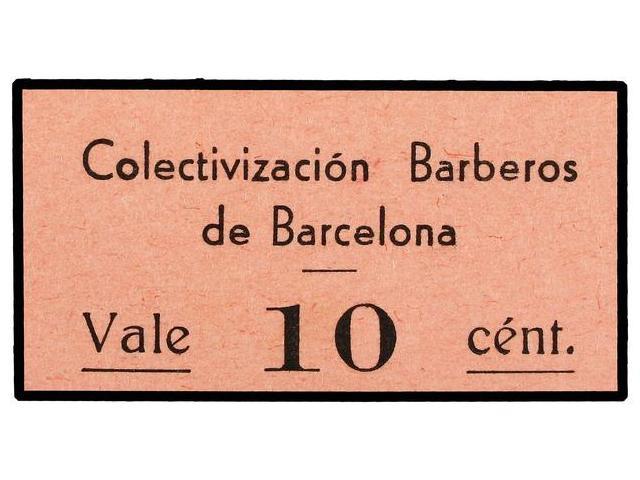 Colectivización Barberos
de Barcelona
Vale 10 cént.